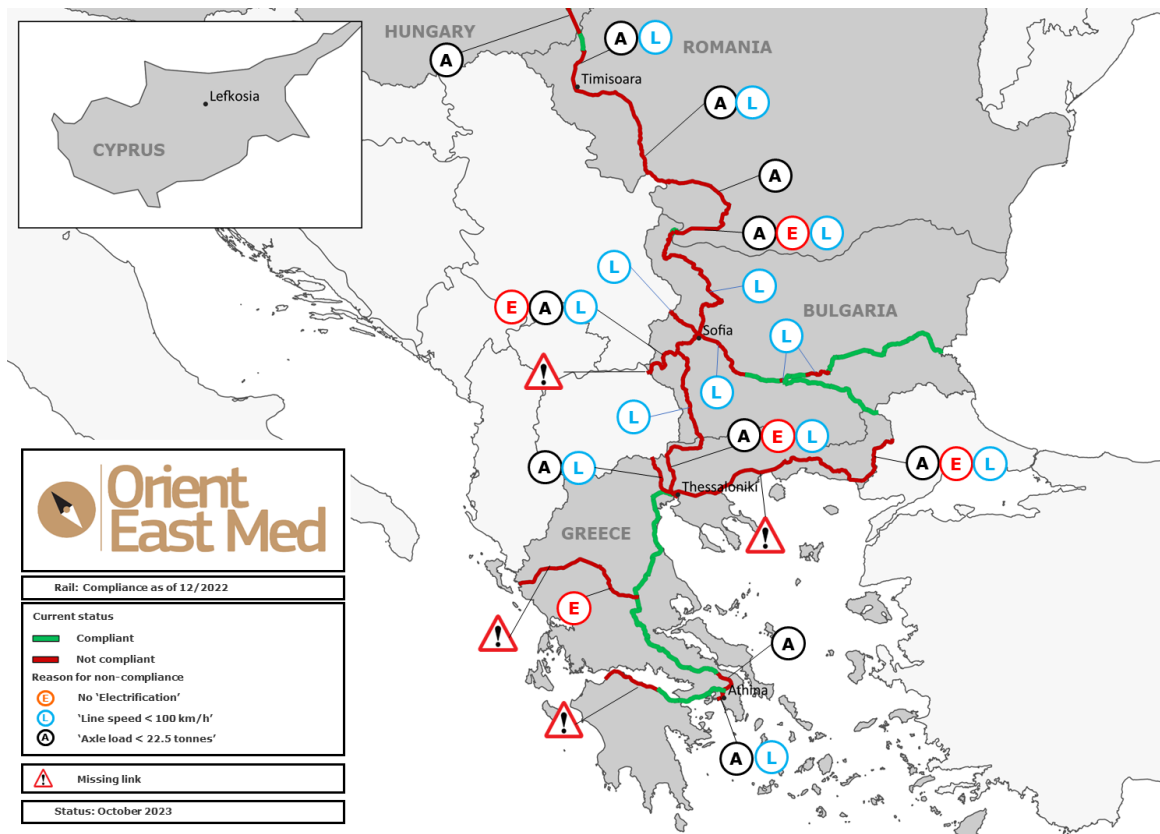 HUNGARY
A
A L
ROMANIA
Timisoara
Lefkosia
CYPRUS
A L
A
A E L
L
L
E A L
BULGARIA
Sofia
L
!
L
L
A E L
A L
A E L
Thessaloniki
Orient
East Med
GREECE
!
Rail: Compliance as of 12/2022
E
Current status
Compliant
!
A
Not compliant
Reason for non-compliance
Athina
E No 'Electrification'
L 'Line speed < 100 km/h'
!
A 'Axle load < 22.5 tonnes'
A L
! Missing link
Status: October 2023